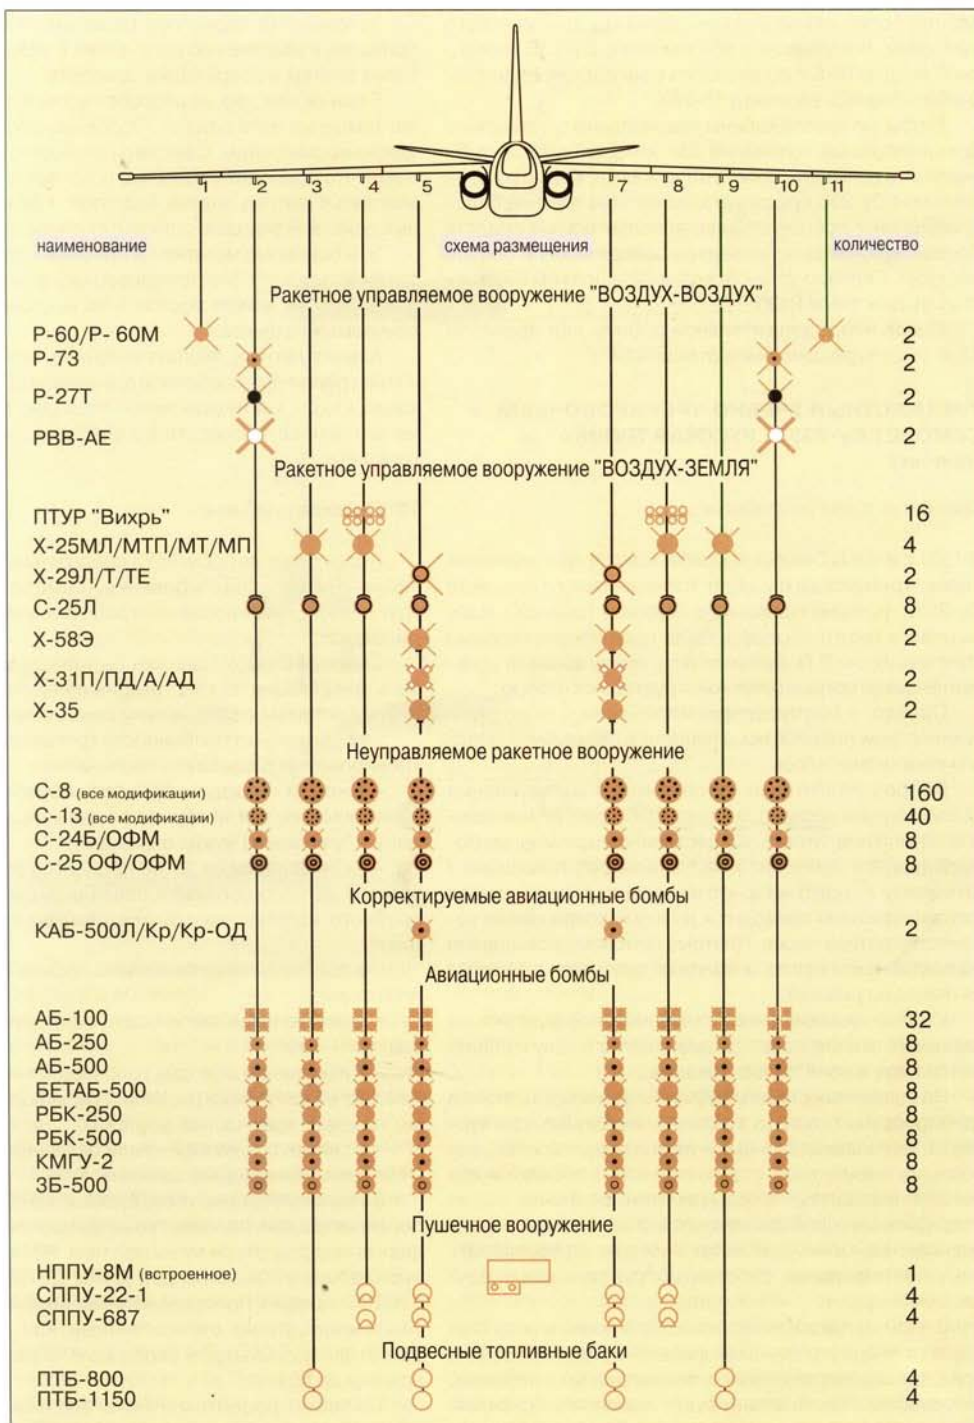 1 2 3 4 5 7 8 9 10 11
наименование схема размещения количество
Ракетное управляемое вооружение "ВОЗДУХ-ВОЗДУХ"
Р-60/Р- 60М 2
Р-73 2
Р-27Т 2
РВВ-АЕ 2
Ракетное управляемое вооружение "ВОЗДУХ-ЗЕМЛЯ"
ПТУР "Вихрь" 16
Х-25МЛ/МТП/МТ/МП 4
Х-29Л/Т/ТЕ 2
С-25Л 8
Х-58Э 2
Х-31П/ПД/А/АД 2
Х-35 2
Неуправляемое ракетное вооружение
С-8 (все модификации) 160
С-13 (все модификации) 40
С-24Б/ОФМ 8
С-25 ОФ/ОФМ 8
Корректируемые авиационные бомбы
КАБ-500Л/Кр/Кр-ОД 2
Авиационные бомбы
АБ-100 32
АБ-250 8
АБ-500 8
БЕТАБ-500 8
РБК-250 8
РБК-500 8
КМГУ-2 8
ЗБ-500 8
Пушечное вооружение
НППУ-8М (встроенное) 1
СППУ-22-1 4
СППУ-687 4
Подвесные топливные баки
ПТБ-800 4
ПТБ-1150 4